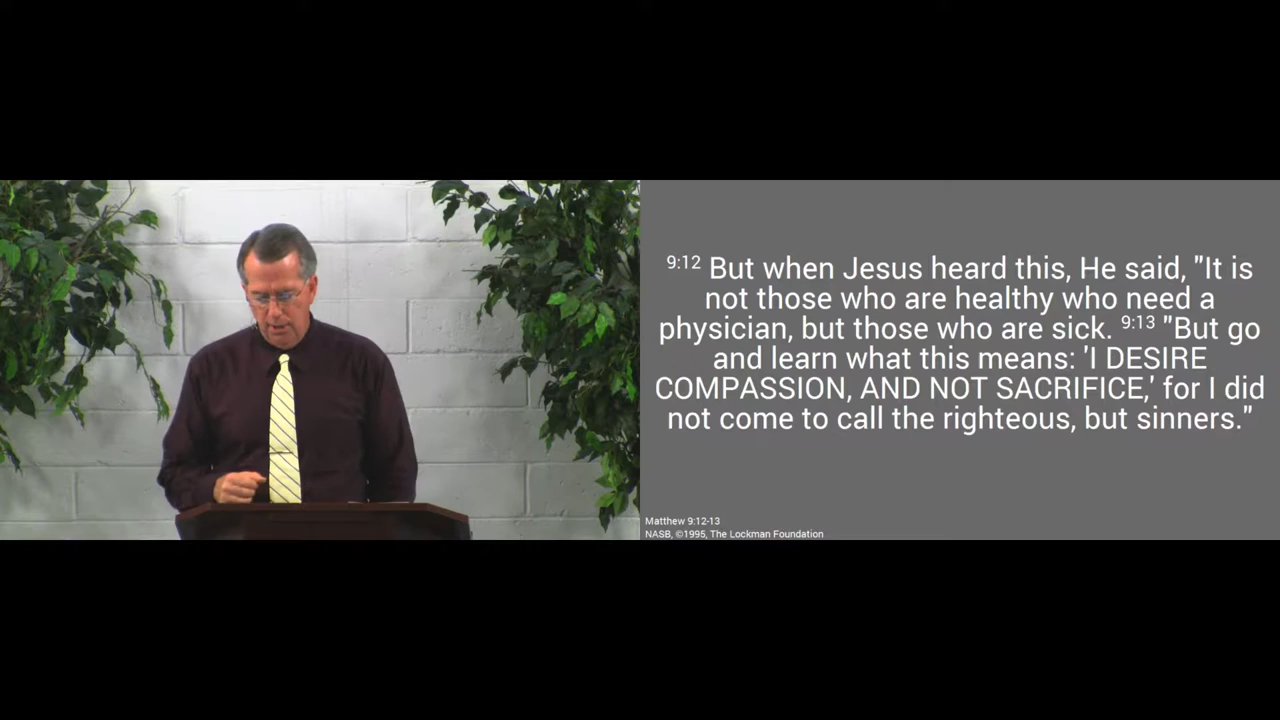 9:12 But when Jesus heard this, He said, "It is
not those who are healthy who need a
physician, but those who are sick. 9:13 "But go
and learn what this means: 'I DESIRE
COMPASSION, AND NOT SACRIFICE,' for I did
not come to call the righteous, but sinners."
Matthew 9:12-13
NASB, ©1995, The Lockman Foundation